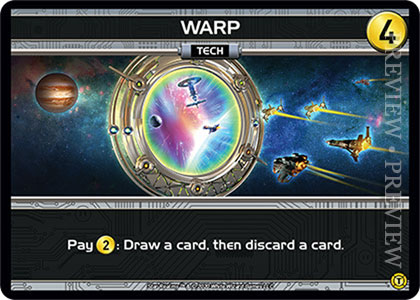 WARP
4
TECH
Pay 2: Draw a card, then discard a card.
PREVIEW - PREVIEW
T